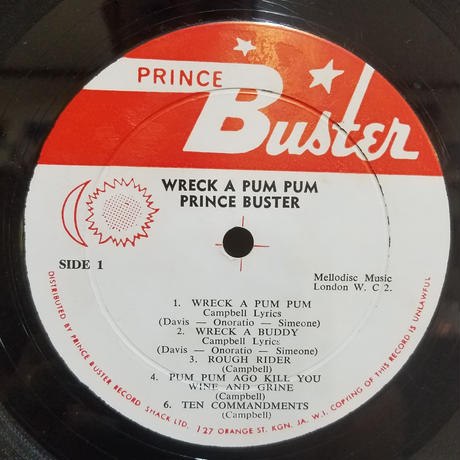 PRINCE
Buster
WRECK A PUM PUM
PRINCE BUSTER
SIDE 1
Mellodisc Music
London W. C 2.
1. WRECK A PUM PUM
Campbell Lyrics
(Davis — Onoratio — Simeone)
2. WRECK A BUDDY
Campbell Lyrics
(Davis — Onoratio — Simeone)
3. ROUGH RIDER
(Campbell)
4. PUM PUM AGO KILL YOU
WINE AND GRINE
(Campbell)
6. TEN COMMANDMENTS
(Campbell)
DISTRIBUTED BY PRINCE BUSTER RECORD SHACK LTD. 127 ORANGE ST. KGN. JA. W.I. COPYING OF THIS RECORD IS UNLAWFUL